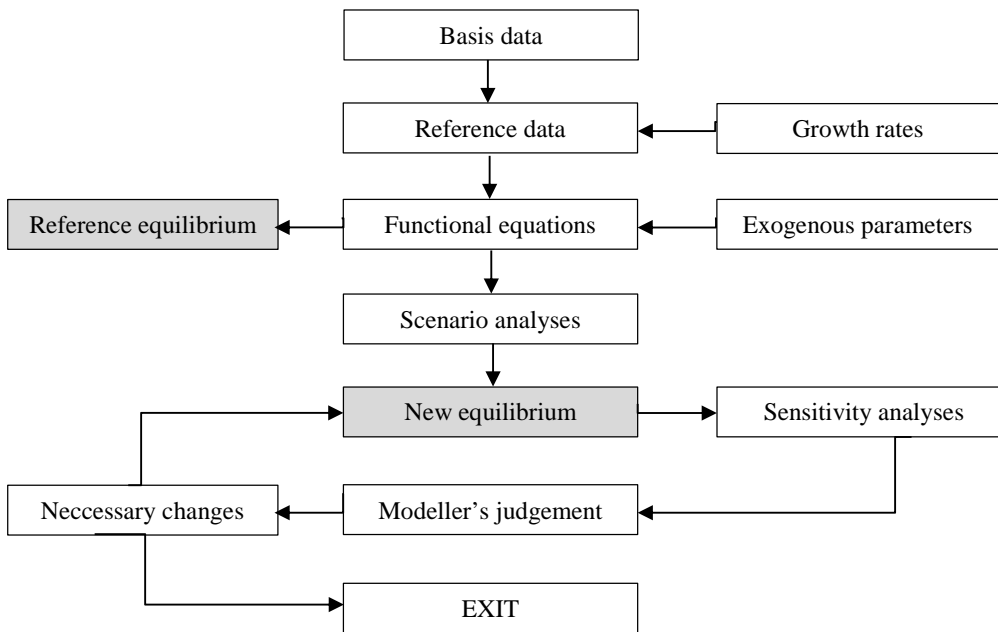 Basis data
Reference data
Growth rates
Reference equilibrium
Functional equations
Exogenous parameters
Scenario analyses
New equilibrium
Sensitivity analyses
Neccessary changes
Modeller’s judgement
EXIT